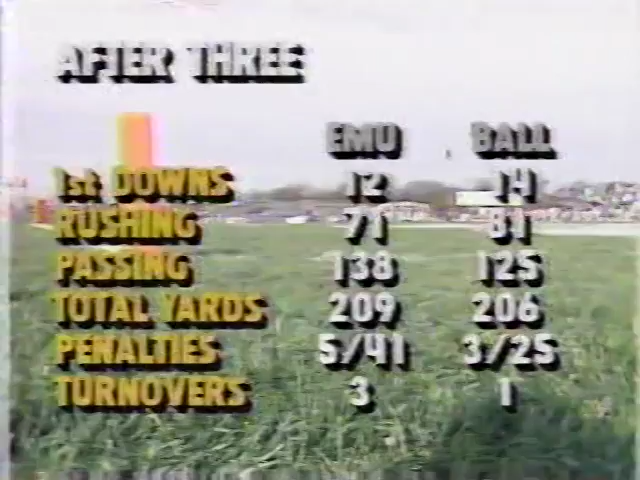 AFTER THREE
EMU BALL
1st DOWNS 12 14
RUSHING 71 81
PASSING 138 125
TOTAL YARDS 209 206
PENALTIES 5/41 3/25
TURNOVERS 3 1